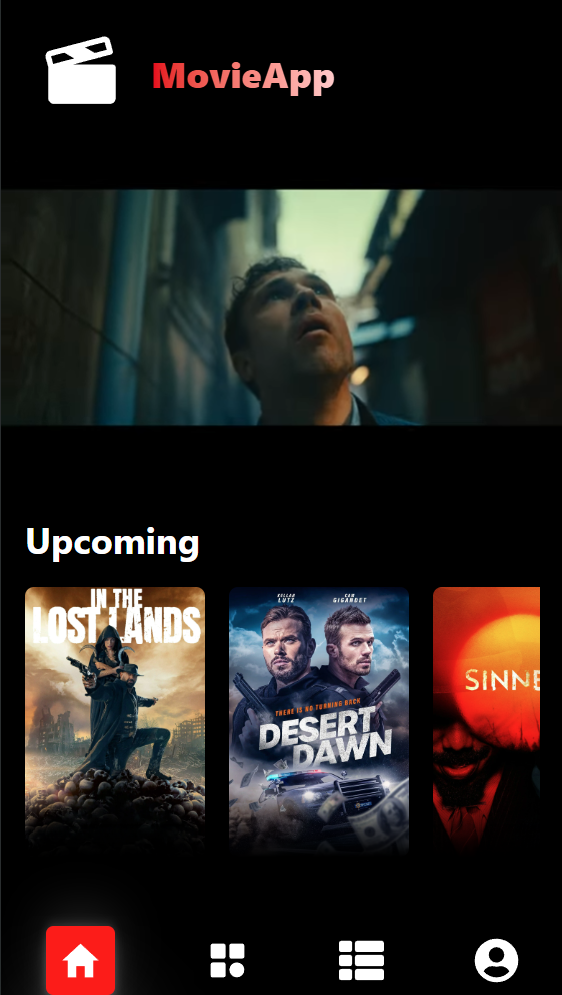 MovieApp
Upcoming
IN THE
LOST LANDS
KELLAN LUTZ
CAM GIGANDET
THERE IS NO TURNING BACK
DESERT
DAWN
SINNE